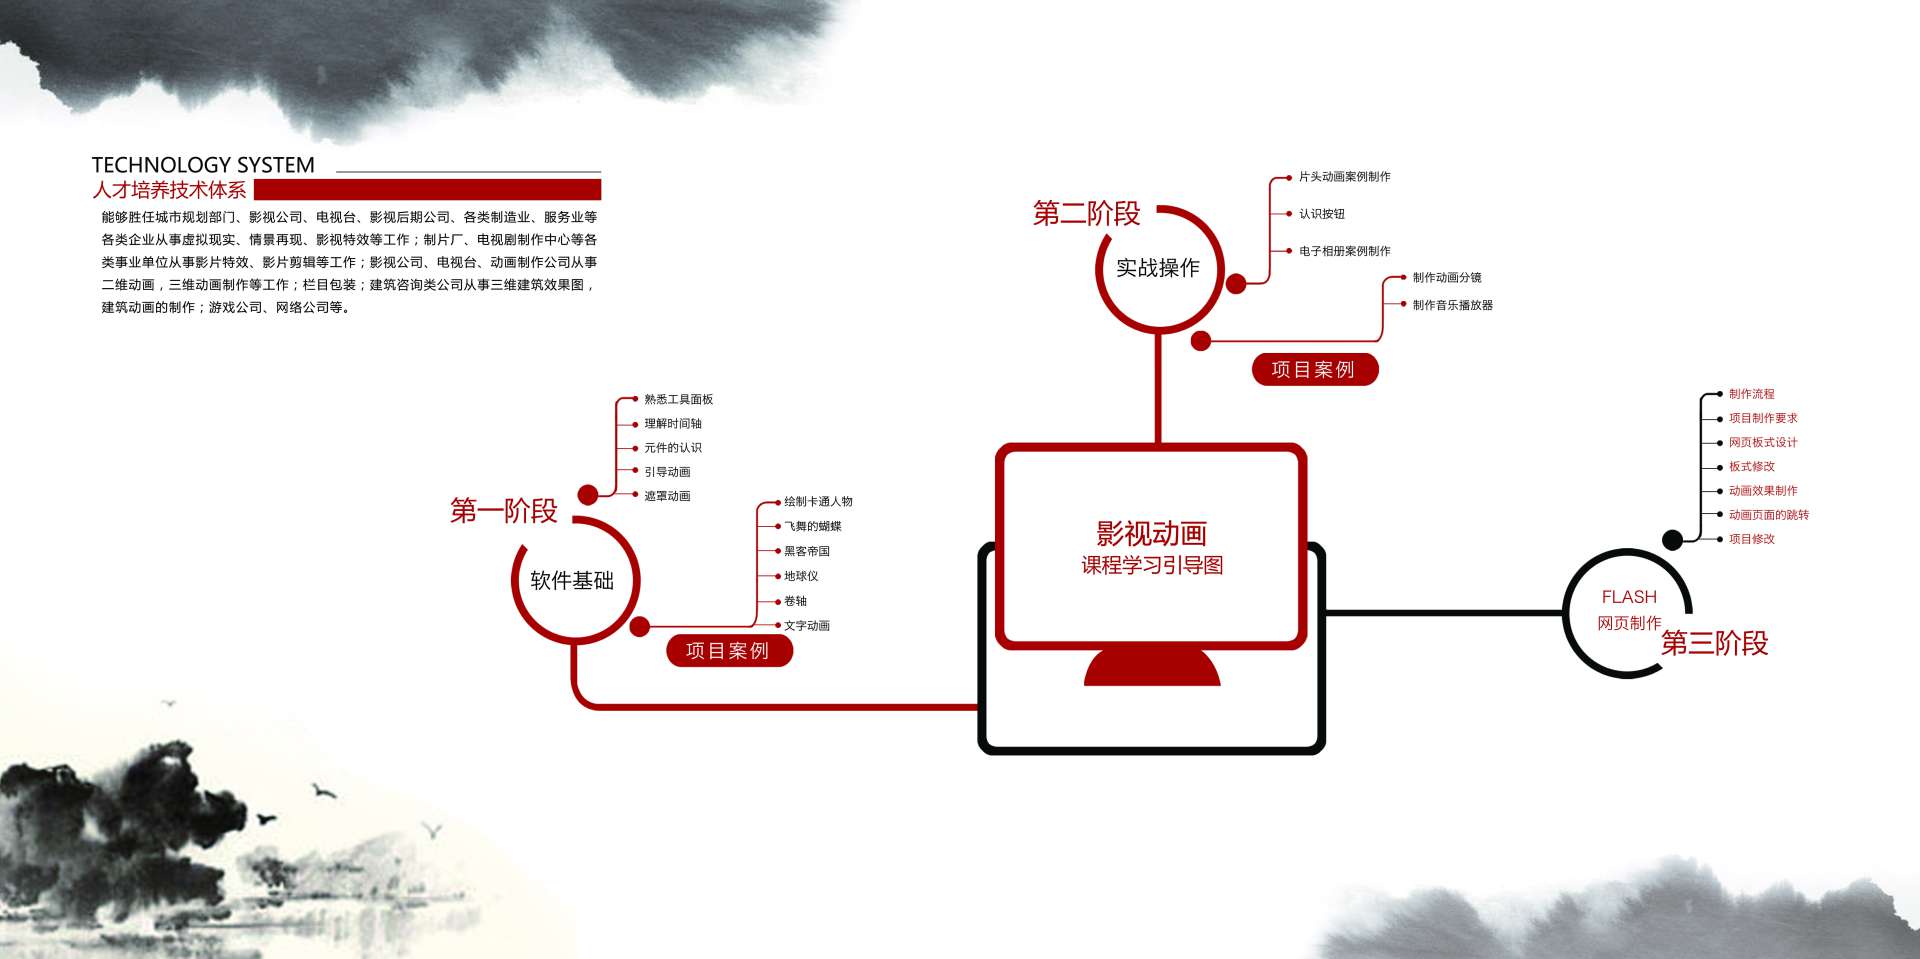 TECHNOLOGY SYSTEM
人才培养技术体系
能够胜任城市规划部门、影视公司、电视台、影视后期公司、各类制造业、服务业等
各类企业从事虚拟现实、情景再现、影视特效等工作；制片厂、电视剧制作中心等各
类事业单位从事影片特效、影片剪辑等工作；影视公司、电视台、动画制作公司从事
二维动画，三维动画制作等工作；栏目包装；建筑咨询类公司从事三维建筑效果图，
建筑动画的制作；游戏公司、网络公司等。
第一阶段
软件基础
熟悉工具面板
理解时间轴
元件的认识
引导动画
遮罩动画
绘制卡通人物
飞舞的蝴蝶
黑客帝国
地球仪
卷轴
文字动画
项目案例
第二阶段
实战操作
片头动画案例制作
认识按钮
电子相册案例制作
制作动画分镜
制作音乐播放器
项目案例
影视动画
课程学习引导图
制作流程
项目制作要求
网页板式设计
板式修改
动画效果制作
动画页面的跳转
项目修改
FLASH
网页制作
第三阶段